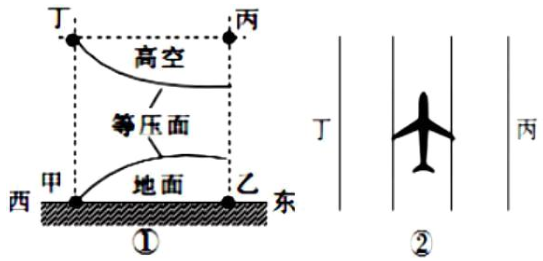 丁 丙
高空
等压面
甲 地面 乙
西 东
①
丁 丙
②